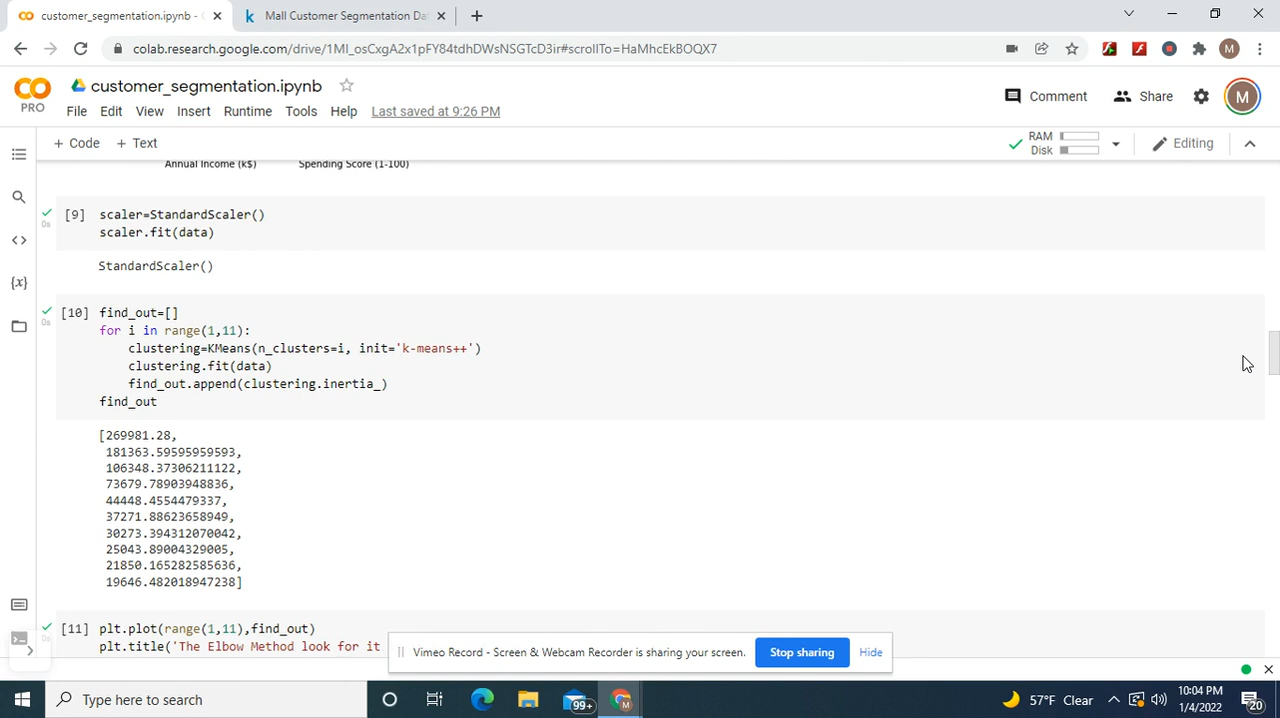 customer_segmentation.ipynb - C
Mall Customer Segmentation Da
colab.research.google.com/drive/1MI_osCxgA2x1pFY84tdhDWsNSGTcD3ir#scrollTo=HaMhcEkBOQX7
M
customer_segmentation.ipynb
PRO
File Edit View Insert Runtime Tools Help Last saved at 9:26 PM
Comment Share M
+ Code + Text
RAM
Disk
Editing
Annual Income (k$) Spending Score (1-100)
[9] scaler=StandardScaler()
0s
scaler.fit(data)
StandardScaler()
[10] find_out=[]
0s
for i in range(1,11):
clustering=KMeans(n_clusters=i, init='k-means++')
clustering.fit(data)
find_out.append(clustering.inertia_)
find_out
[269981.28,
181363.59595959593,
106348.37306211122,
73679.78903948836,
44448.4554479337,
37271.88623658949,
30273.394312070042,
25043.89004329005,
21850.165282585636,
19646.482018947238]
[11] plt.plot(range(1,11),find_out)
0s
plt.title('The Elbow Method look for it
Vimeo Record - Screen & Webcam Recorder is sharing your screen. Stop sharing Hide
Type here to search
99+
57°F Clear
10:04 PM
1/4/2022
20